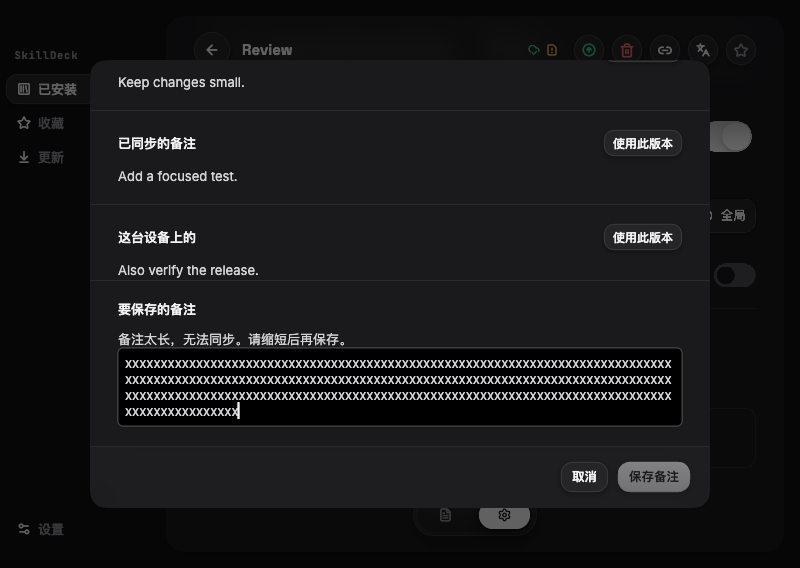 SkillDeck
Review
已安装
收藏
更新
全局
Keep changes small.
已同步的备注
使用此版本
Add a focused test.
这台设备上的
使用此版本
Also verify the release.
要保存的备注
备注太长，无法同步。请缩短后再保存。
xxxxxxxxxxxxxxxxxxxxxxxxxxxxxxxxxxxxxxxxxxxxxxxxxxxxxxxxxxxxxxxxxxxxxxxxxxxxx
xxxxxxxxxxxxxxxxxxxxxxxxxxxxxxxxxxxxxxxxxxxxxxxxxxxxxxxxxxxxxxxxxxxxxxxxxxxxx
xxxxxxxxxxxxxxxxxxxxxxxxxxxxxxxxxxxxxxxxxxxxxxxxxxxxxxxxxxxxxxxxxxxxxxxxxxxxx
xxxxxxxxxxxxxxxx
取消
保存备注
设置